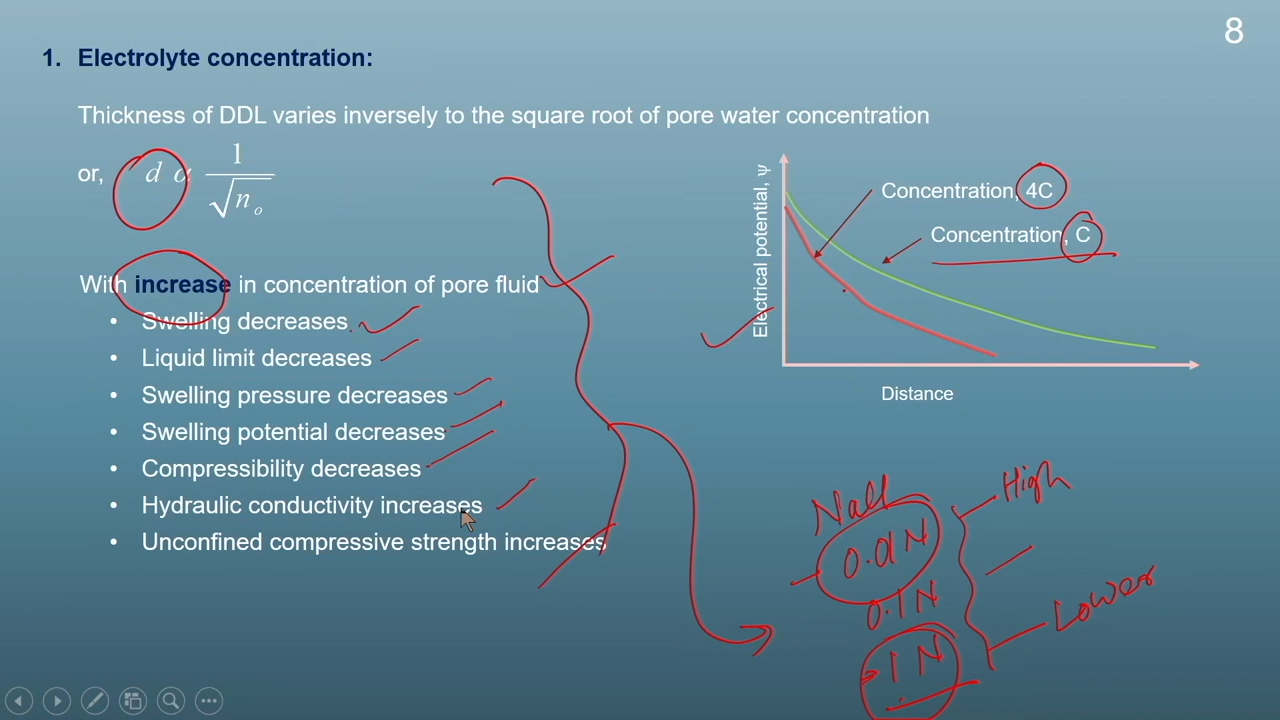 8
1. Electrolyte concentration:
Thickness of DDL varies inversely to the square root of pore water concentration
or, d α 1 / √n₀
With increase in concentration of pore fluid
• Swelling decreases
• Liquid limit decreases
• Swelling pressure decreases
• Swelling potential decreases
• Compressibility decreases
• Hydraulic conductivity increases
• Unconfined compressive strength increases
Electrical potential, ψ
Concentration, 4C
Concentration, C
Distance
High
0.01N
0.1N
1N
Lower